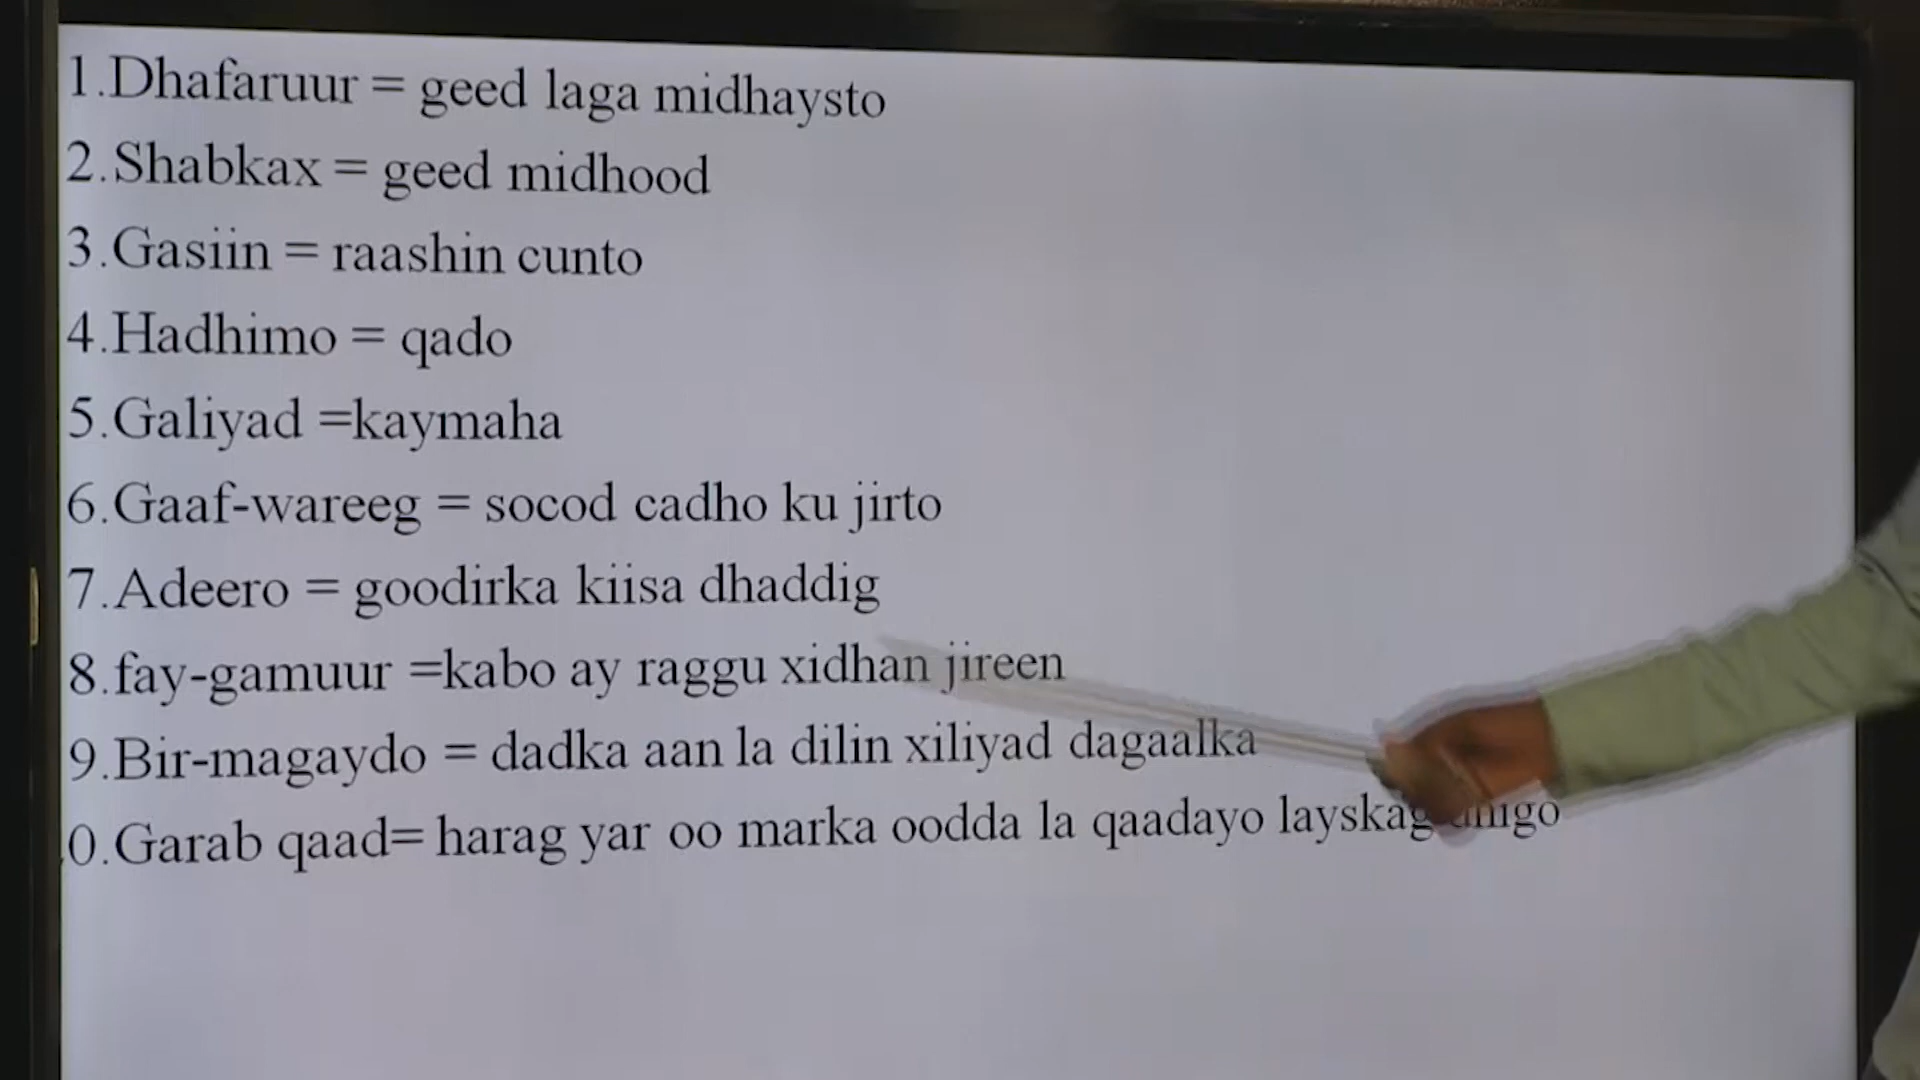 1.Dhafaruur = geed laga midhaysto
2.Shabkax = geed midhood
3.Gasiin = raashin cunto
4.Hadhimo = qado
5.Galiyad =kaymaha
6.Gaaf-wareeg = socod cadho ku jirto
7.Adeero = goodirka kiisa dhaddig
8.fay-gamuur =kabo ay raggu xidhan jireen
9.Bir-magaydo = dadka aan la dilin xiliyad dagaalka
0.Garab qaad= harag yar oo marka oodda la qaadayo